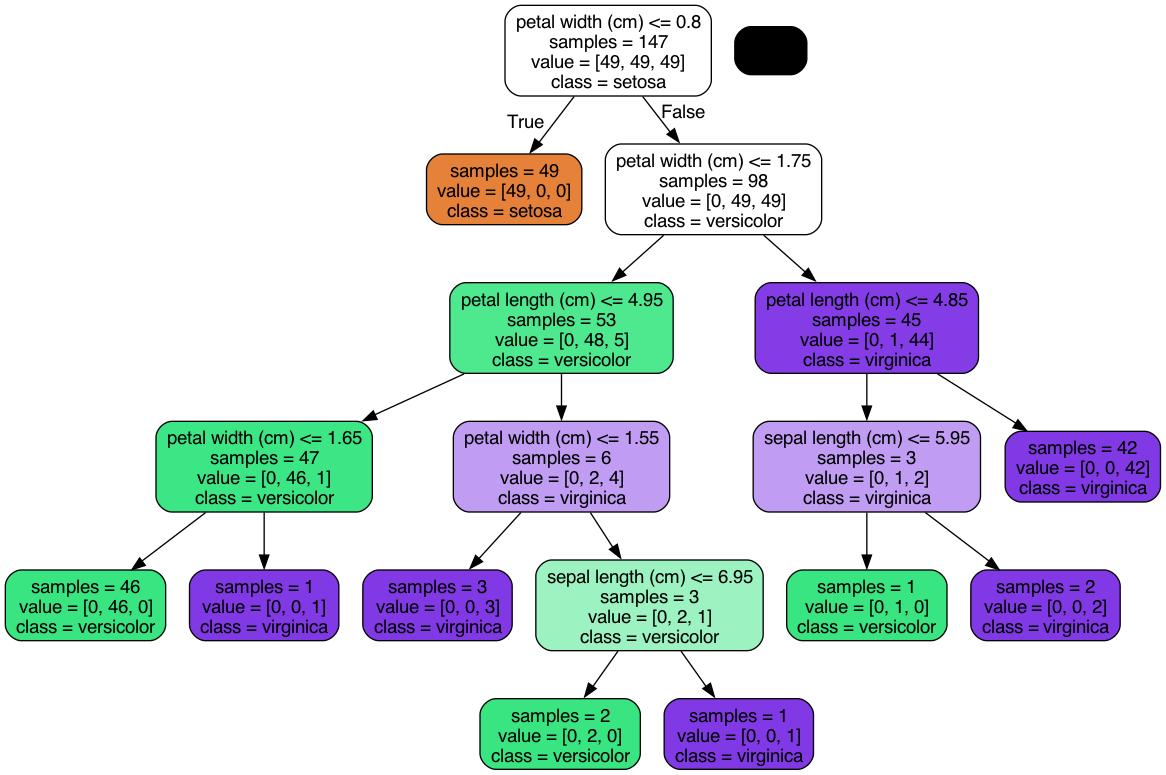 petal width (cm) <= 0.8
samples = 147
value = [49, 49, 49]
class = setosa
True
False
samples = 49
value = [49, 0, 0]
class = setosa
petal width (cm) <= 1.75
samples = 98
value = [0, 49, 49]
class = versicolor
petal length (cm) <= 4.95
samples = 53
value = [0, 48, 5]
class = versicolor
petal length (cm) <= 4.85
samples = 45
value = [0, 1, 44]
class = virginica
petal width (cm) <= 1.65
samples = 47
value = [0, 46, 1]
class = versicolor
petal width (cm) <= 1.55
samples = 6
value = [0, 2, 4]
class = virginica
sepal length (cm) <= 5.95
samples = 3
value = [0, 1, 2]
class = virginica
samples = 42
value = [0, 0, 42]
class = virginica
samples = 46
value = [0, 46, 0]
class = versicolor
samples = 1
value = [0, 0, 1]
class = virginica
samples = 3
value = [0, 0, 3]
class = virginica
sepal length (cm) <= 6.95
samples = 3
value = [0, 2, 1]
class = versicolor
samples = 1
value = [0, 1, 0]
class = versicolor
samples = 2
value = [0, 0, 2]
class = virginica
samples = 2
value = [0, 2, 0]
class = versicolor
samples = 1
value = [0, 0, 1]
class = virginica